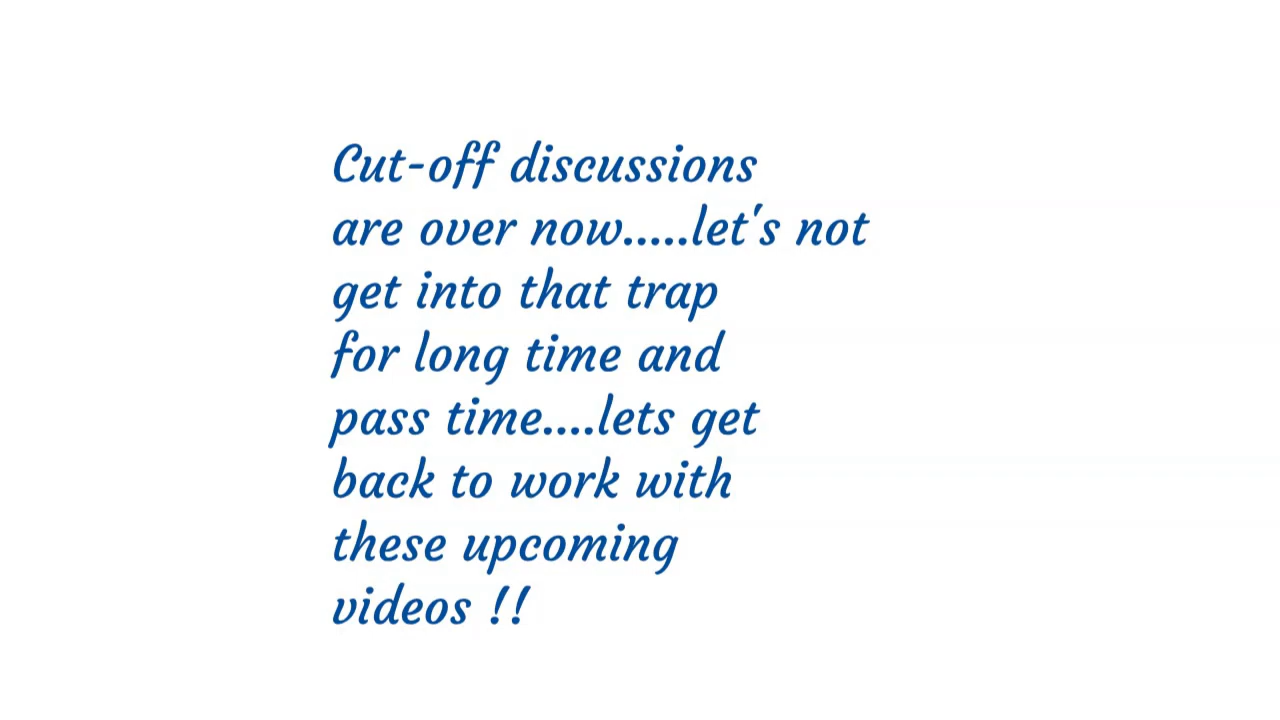 Cut-off discussions
are over now.....let's not
get into that trap
for long time and
pass time....lets get
back to work with
these upcoming
videos !!